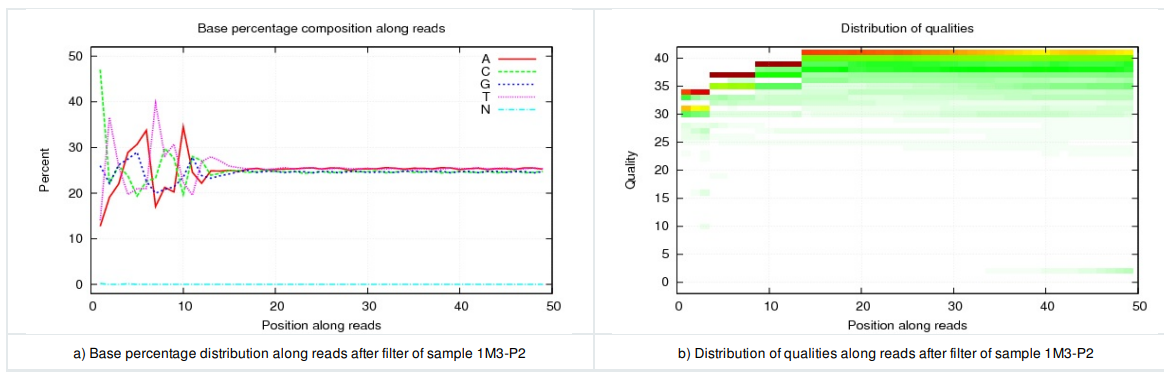 Base percentage composition along reads
50
40
30
20
10
0
Percent
A
C
G
T
N
0 10 20 30 40 50
Position along reads
a) Base percentage distribution along reads after filter of sample 1M3-P2
Distribution of qualities
40
35
30
25
20
15
10
5
0
Quality
0 10 20 30 40 50
Position along reads
b) Distribution of qualities along reads after filter of sample 1M3-P2